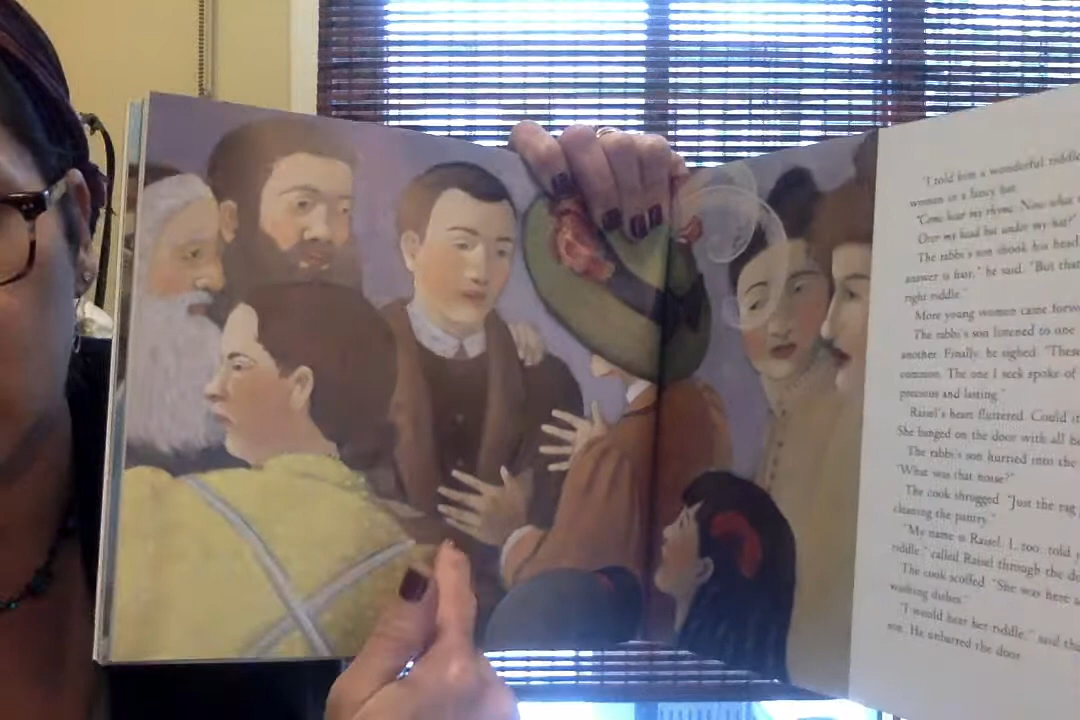 "I told him a wonderful riddle
woman in a fancy hat.
"Come hear my rhyme. Now what
Over my head but under my hat?"
The rabbi's son shook his head
answer is hair," he said. "But that
right riddle."
More young women came forw
The rabbi's son listened to one
another. Finally, he sighed. "These
common. The one I seek spoke of
precious and lasting."
Raisel's heart fluttered. Could it
She banged on the door with all h
The rabbi's son hurried into the
"What was that noise?"
The cook shrugged. "Just the rag
cleaning the pantry."
"My name is Raisel. I, too, told
riddle," called Raisel through the do
The cook scoffed. "She was here
washing dishes."
"I would hear her riddle," said the
son. He unbarred the door.